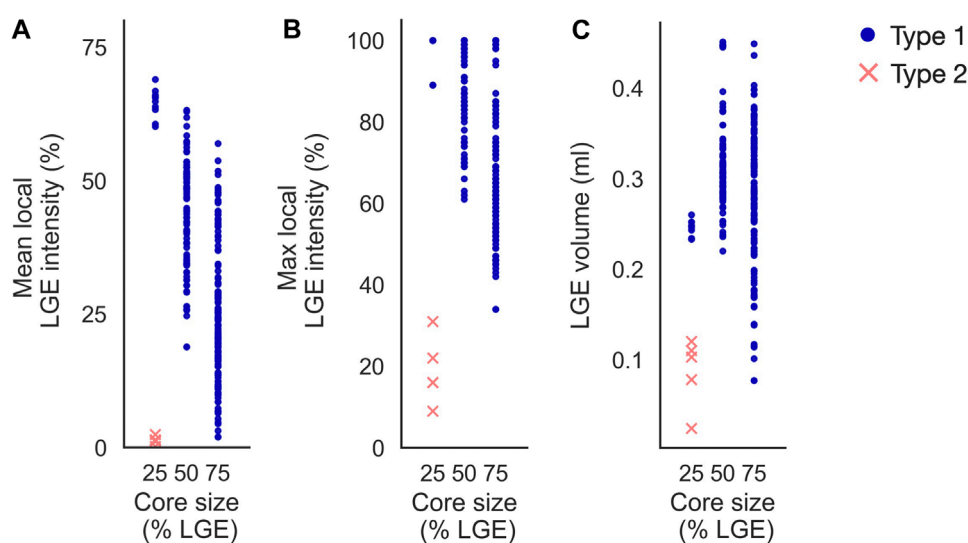 A
75
50
25
0
Mean local
LGE intensity (%)
25 50 75
Core size
(% LGE)
B
100
80
60
40
20
0
Max local
LGE intensity (%)
25 50 75
Core size
(% LGE)
C
0.4
0.3
0.2
0.1
LGE volume (ml)
25 50 75
Core size
(% LGE)
Type 1
Type 2